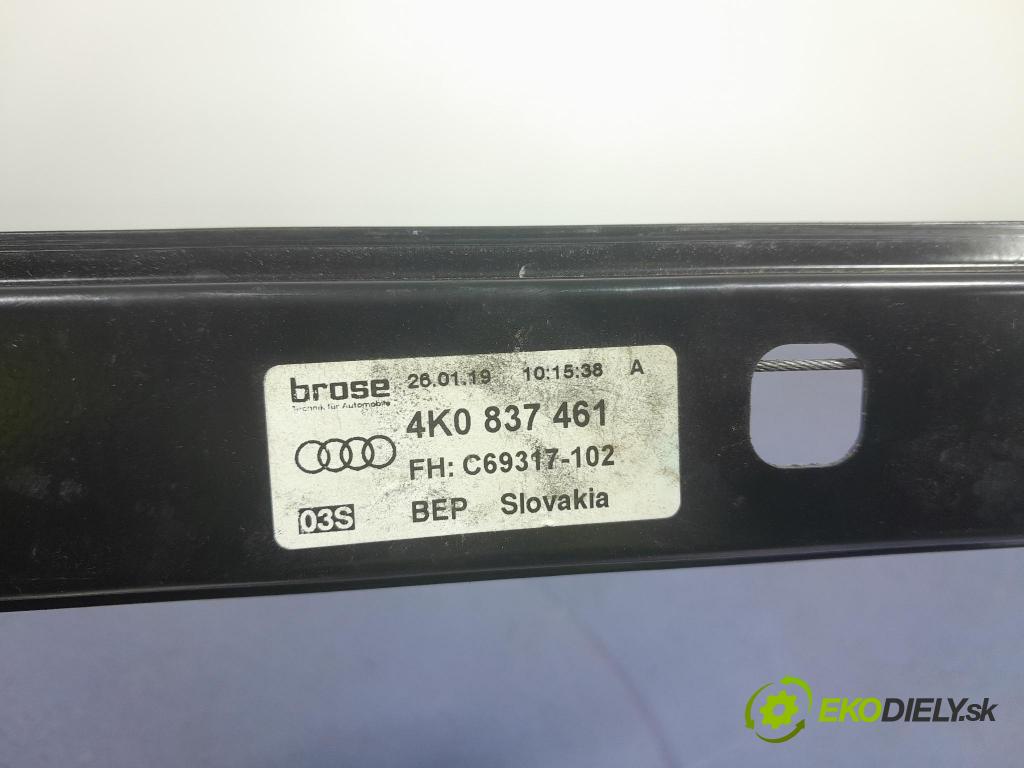 brose 26.01.19 10:15:38 A
Technik für Automobile
4K0 837 461
FH: C69317-102
03S BEP Slovakia
EKODIELY.sk